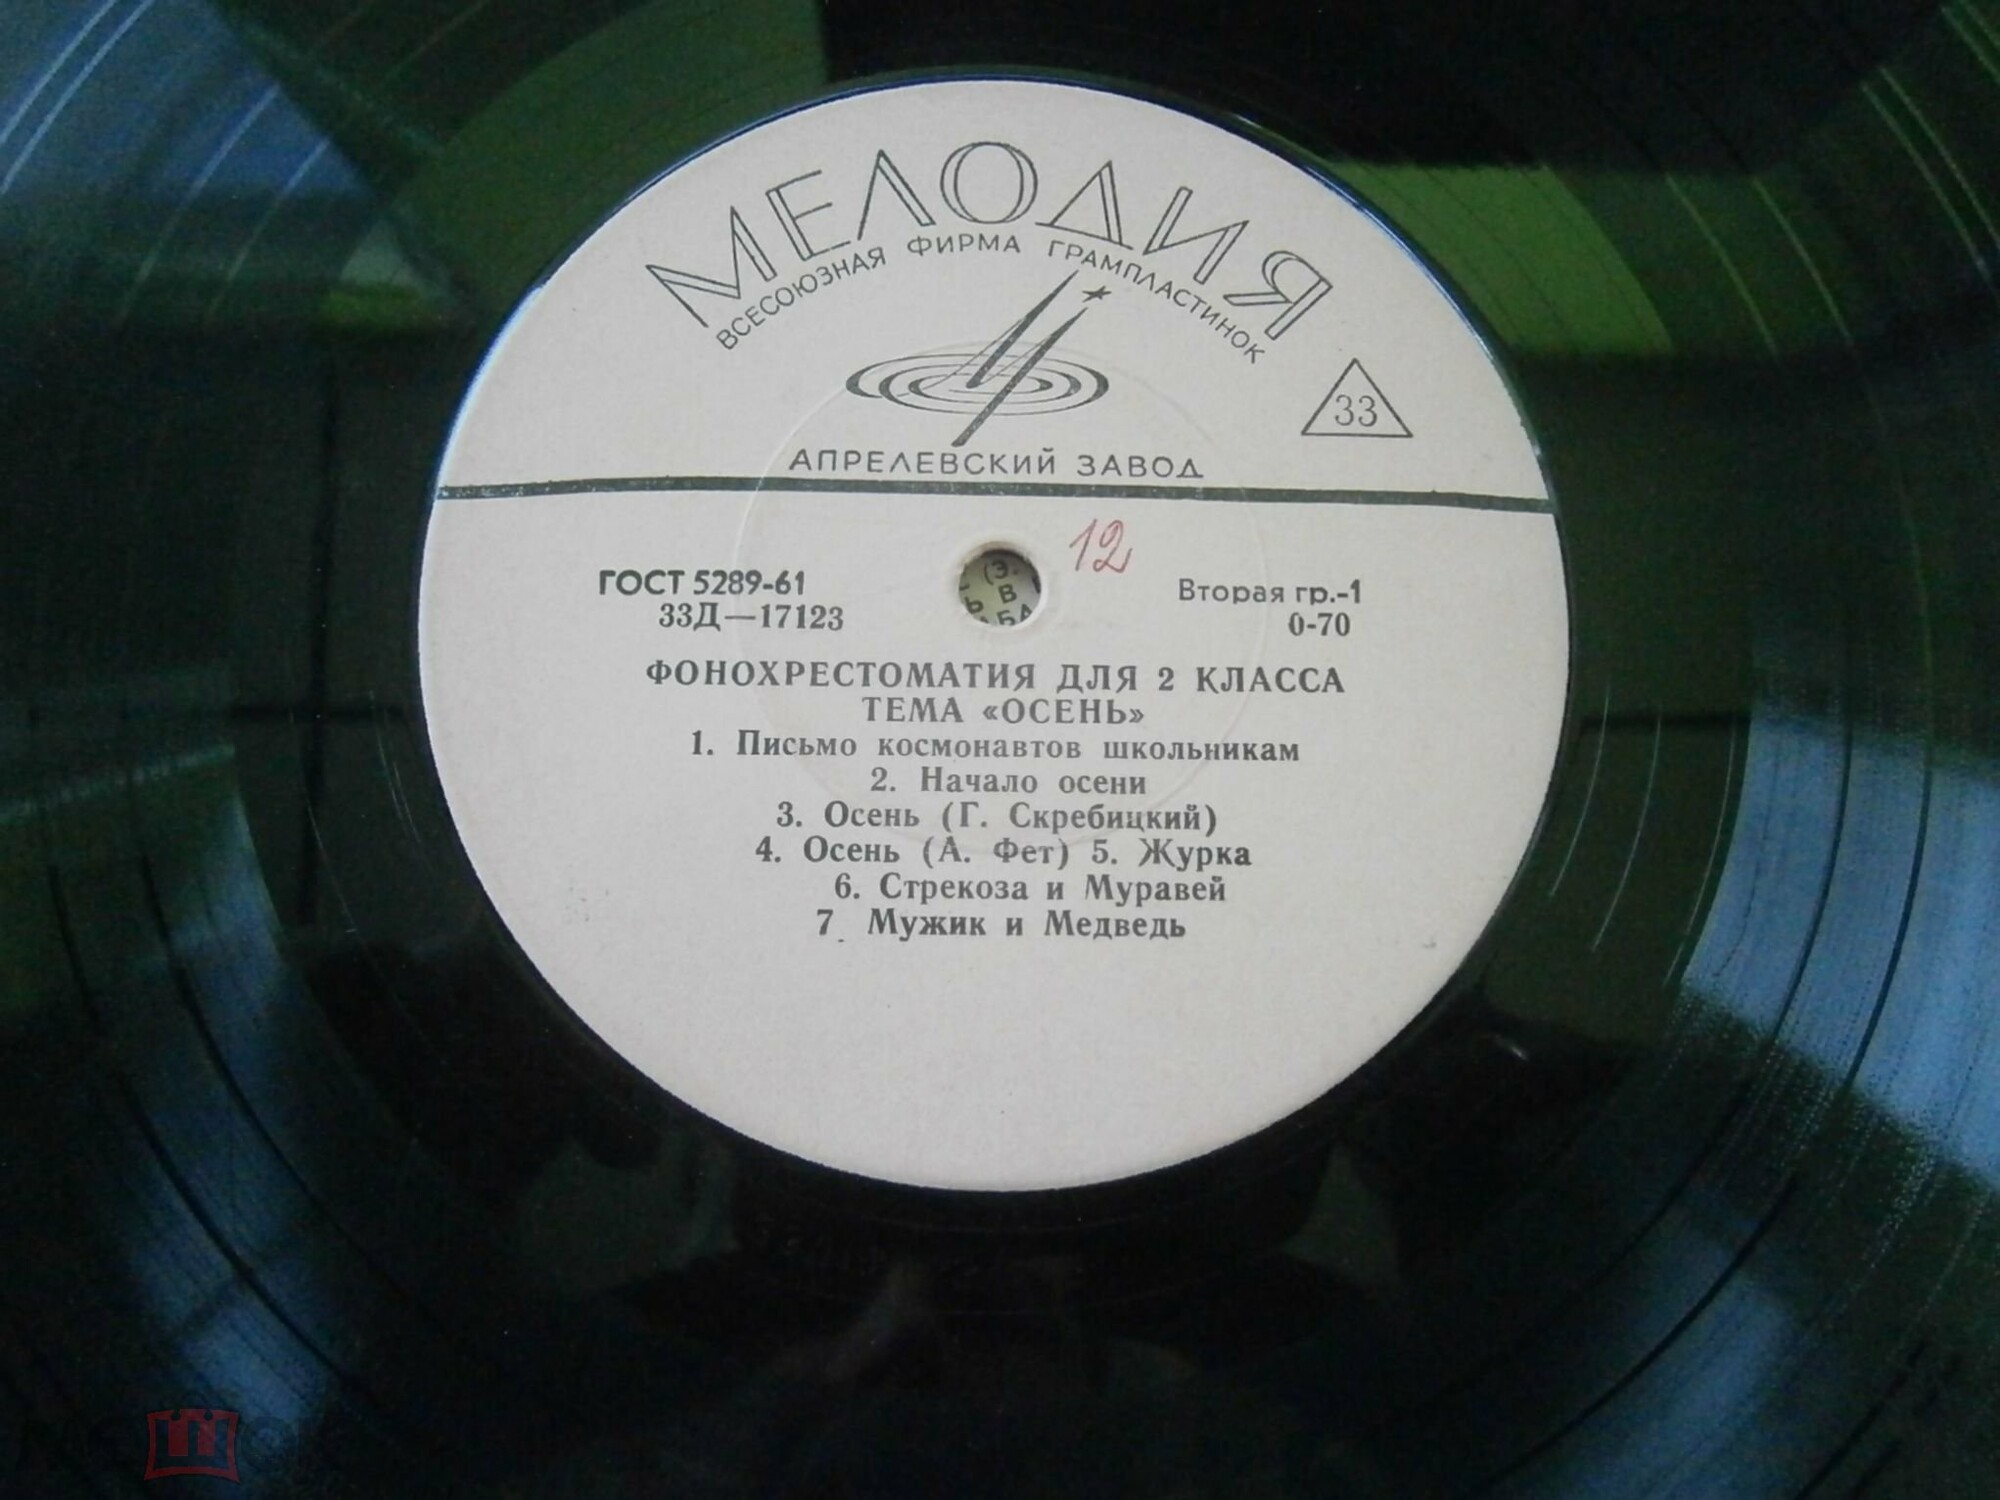 МЕЛОДИЯ
ВСЕСОЮЗНАЯ ФИРМА ГРАМПЛАСТИНОК
33
АПРЕЛЕВСКИЙ ЗАВОД
12
ГОСТ 5289-61
Вторая гр.-1
33Д—17123
0-70
ФОНОХРЕСТОМАТИЯ ДЛЯ 2 КЛАССА
ТЕМА «ОСЕНЬ»
1. Письмо космонавтов школьникам
2. Начало осени
3. Осень (Г. Скребицкий)
4. Осень (А. Фет) 5. Журка
6. Стрекоза и Муравей
7. Мужик и Медведь
мешок